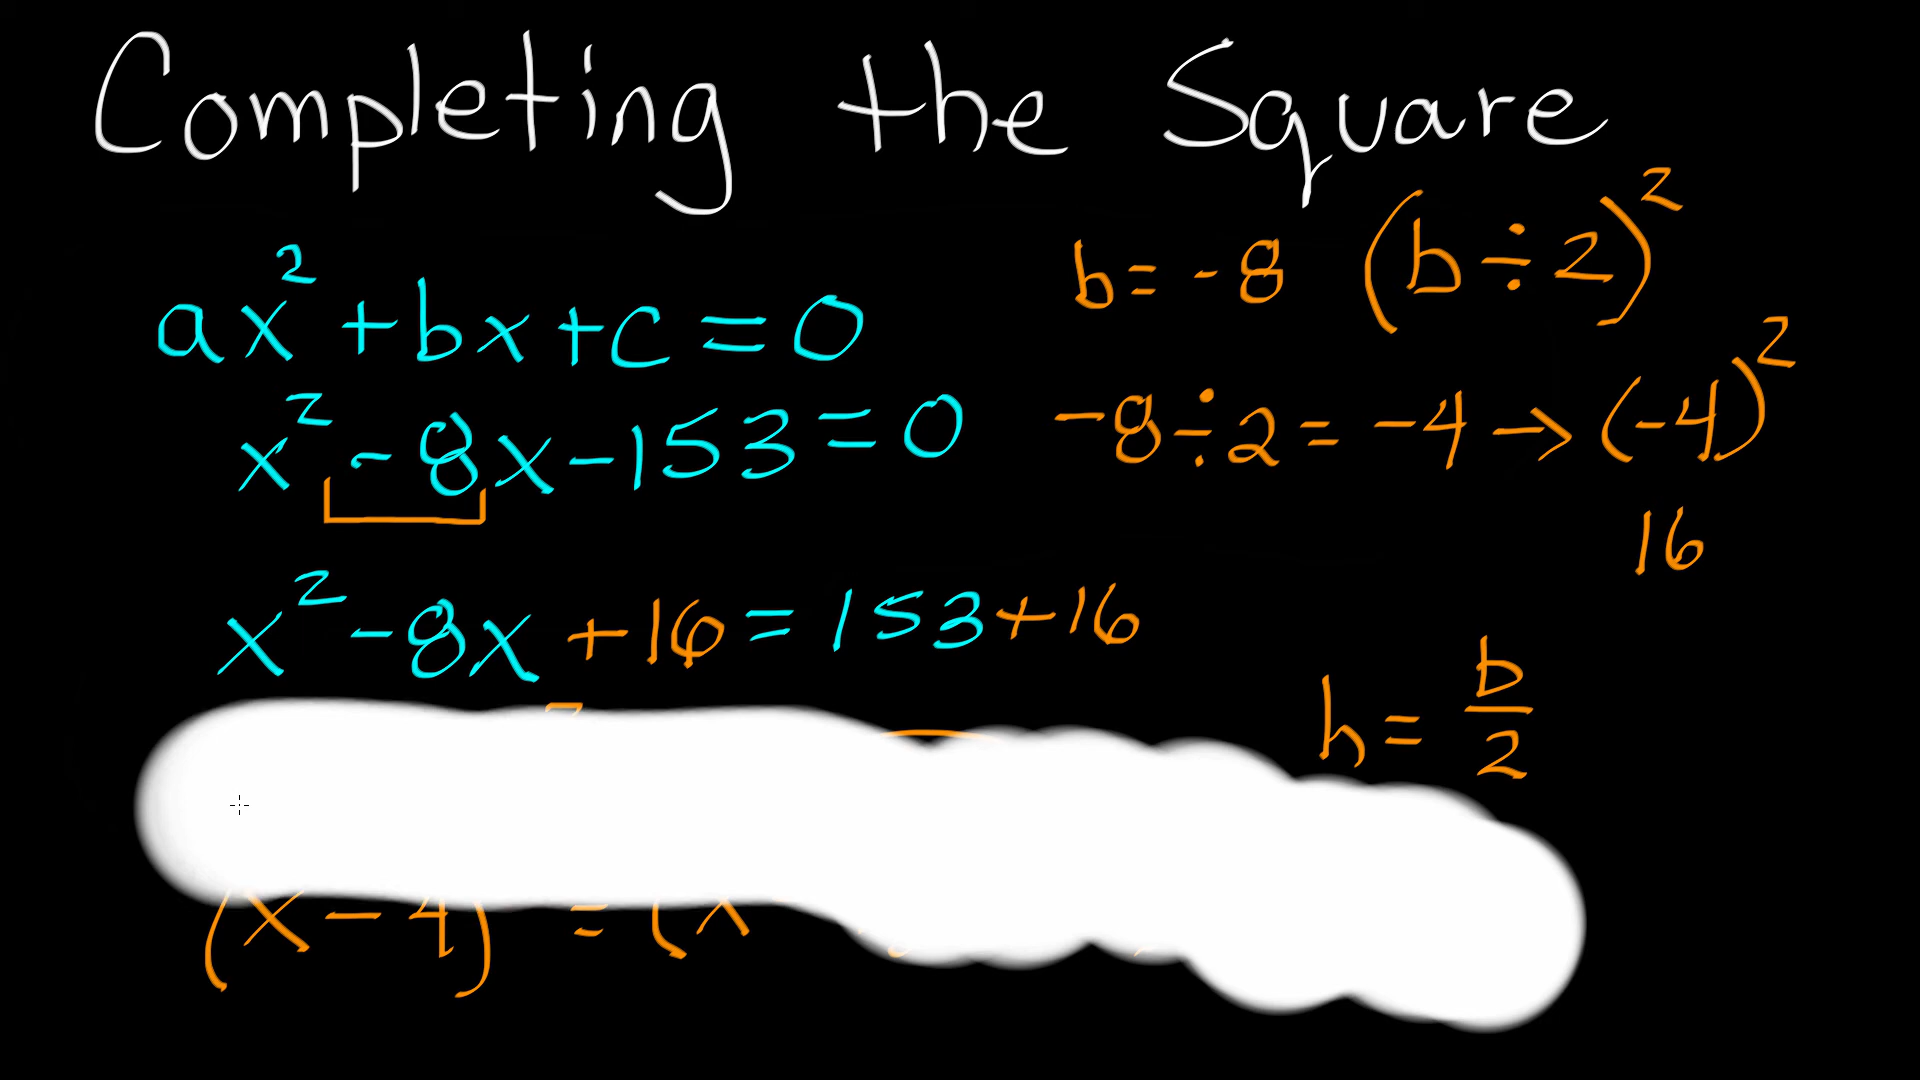 Completing the Square
b = -8 (b ÷ 2)²
ax² + bx + c = 0
x² - 8x - 153 = 0
-8 ÷ 2 = -4 → (-4)²
16
x² - 8x + 16 = 153 + 16
h = b/2
(x - 4) = (x